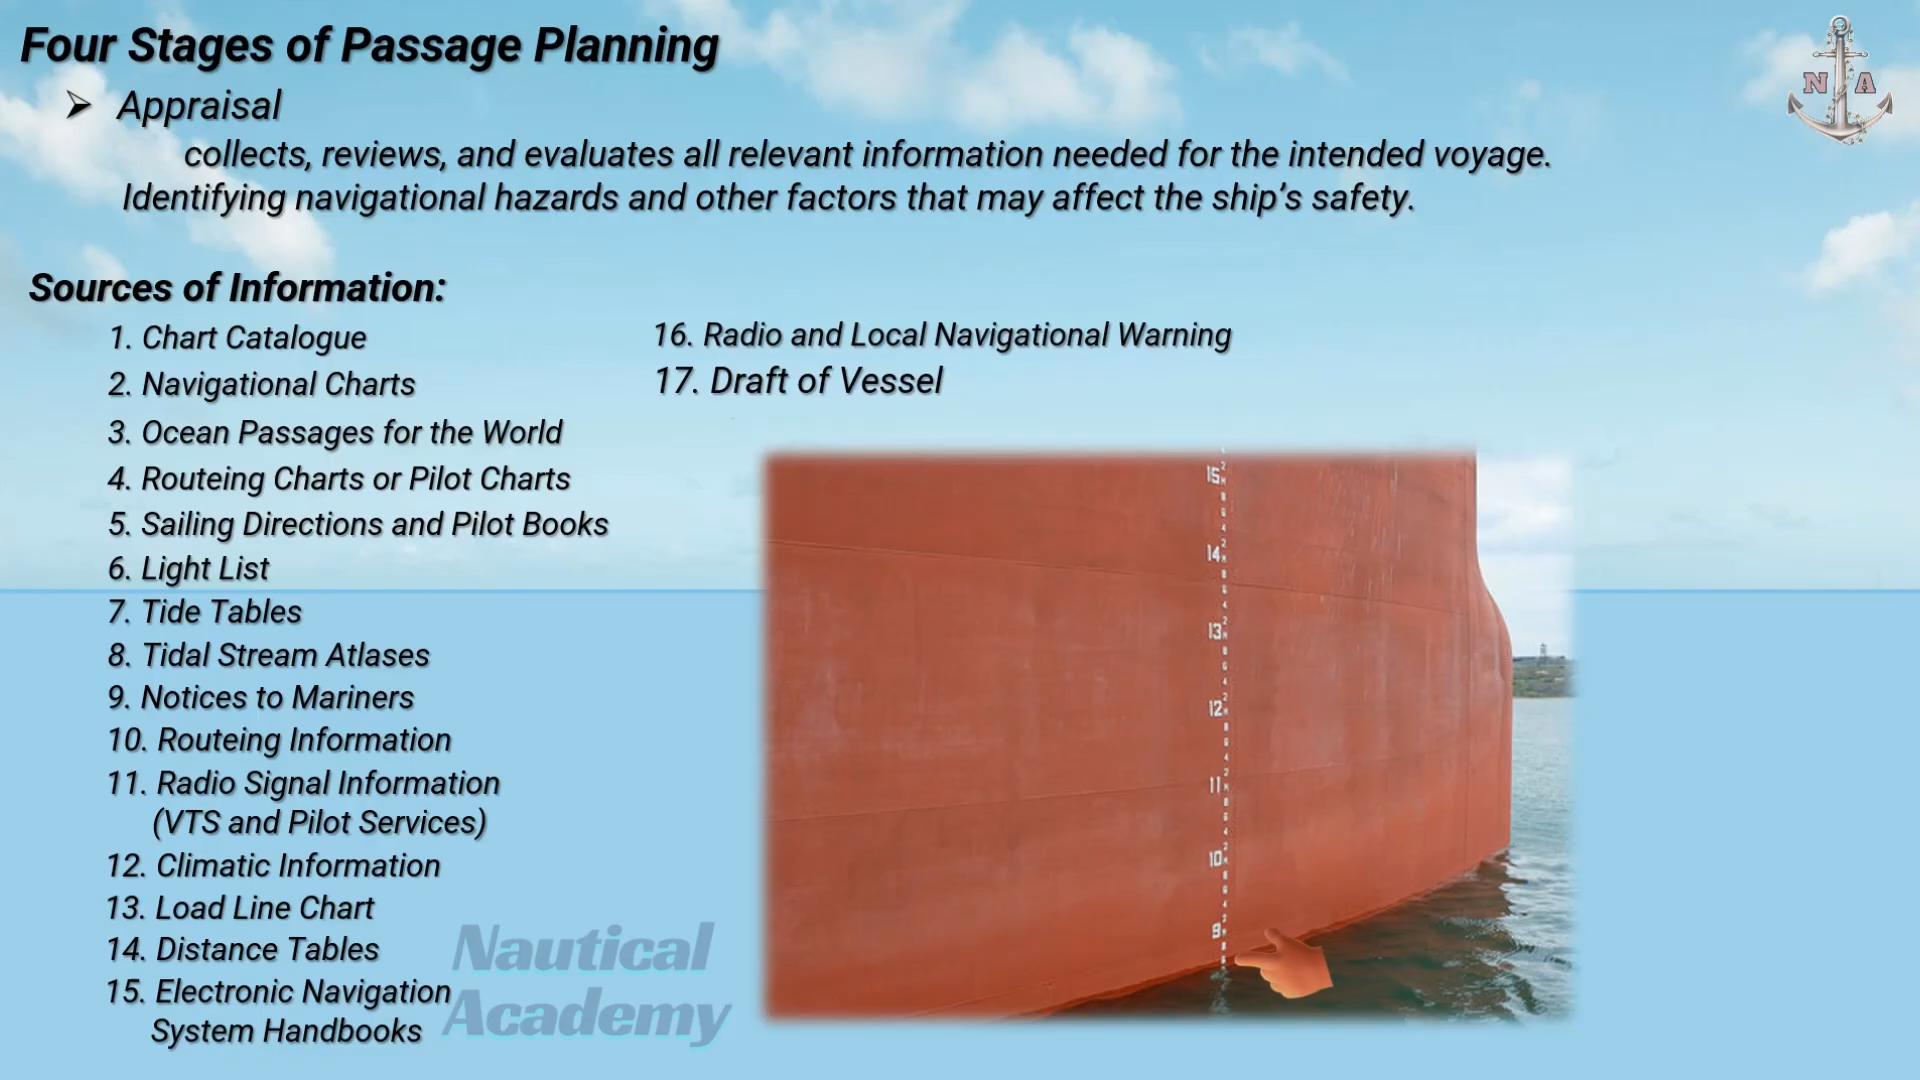 Four Stages of Passage Planning
N A
➢ Appraisal
collects, reviews, and evaluates all relevant information needed for the intended voyage.
Identifying navigational hazards and other factors that may affect the ship’s safety.
Sources of Information:
1. Chart Catalogue
2. Navigational Charts
3. Ocean Passages for the World
4. Routeing Charts or Pilot Charts
5. Sailing Directions and Pilot Books
6. Light List
7. Tide Tables
8. Tidal Stream Atlases
9. Notices to Mariners
10. Routeing Information
11. Radio Signal Information
(VTS and Pilot Services)
12. Climatic Information
13. Load Line Chart
14. Distance Tables
15. Electronic Navigation
System Handbooks
16. Radio and Local Navigational Warning
17. Draft of Vessel
15
14
13
12
11
10
9
Nautical
Academy